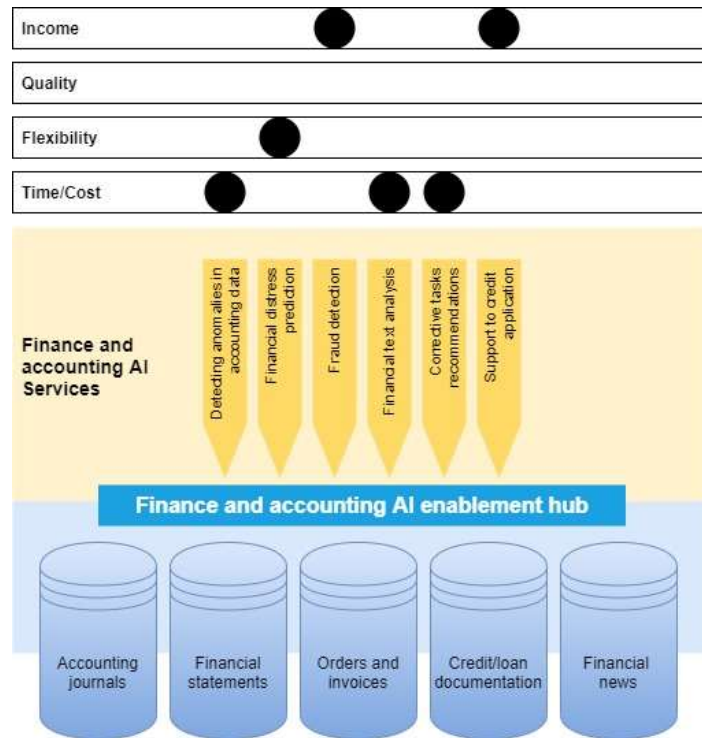 Income
Quality
Flexibility
Time/Cost
Detecting anomalies in
accounting data
Financial distress
prediction
Fraud detection
Financial text analysis
Corrective tasks
recommendations
Support to credit
application
Finance and
accounting AI
Services
Finance and accounting AI enablement hub
Accounting
journals
Financial
statements
Orders and
invoices
Credit/loan
documentation
Financial
news